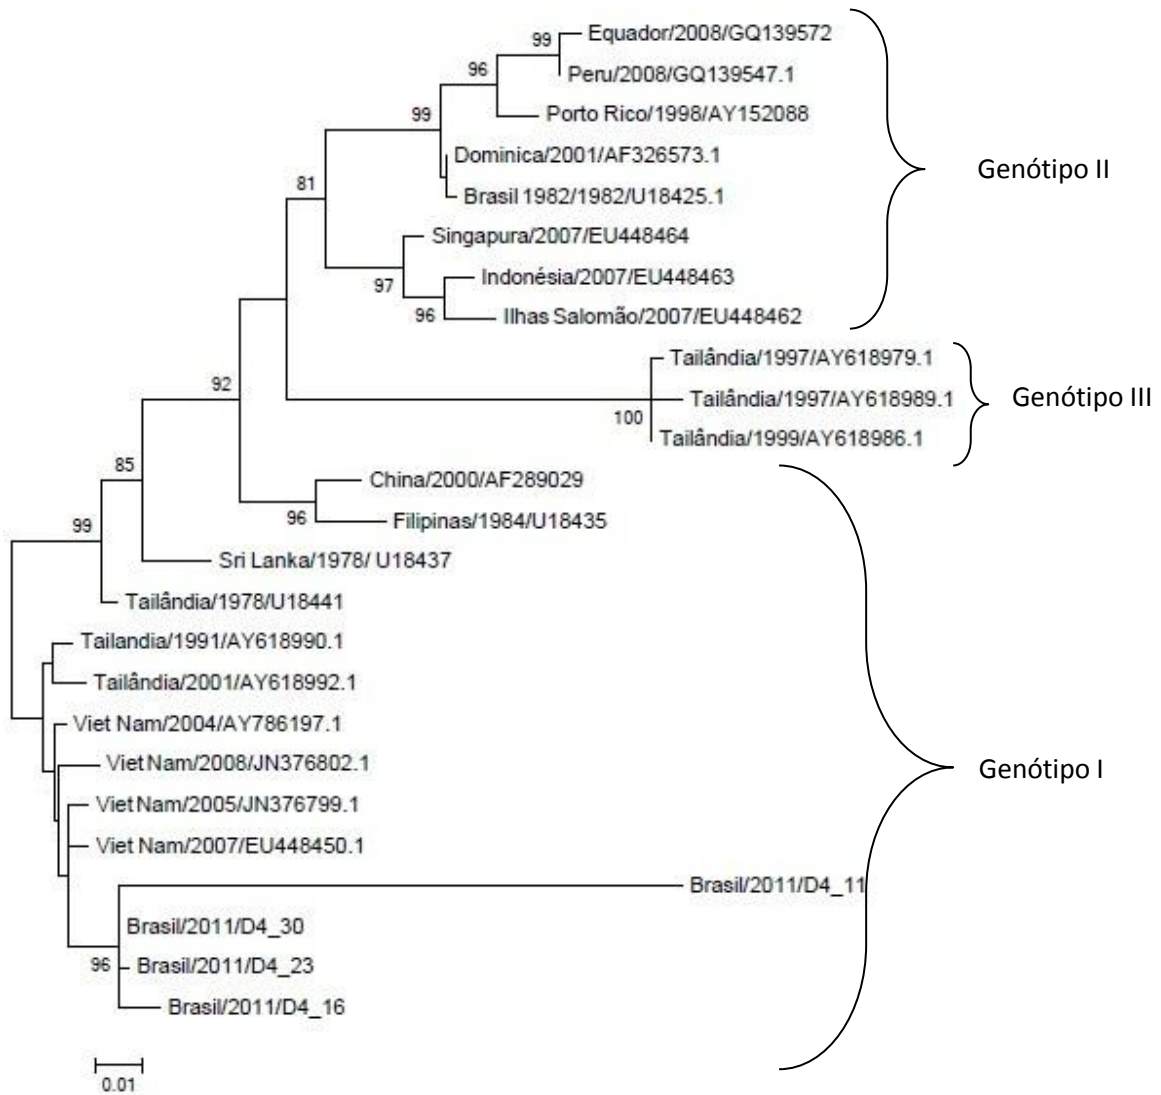 99
Equador/2008/GQ139572
96
Peru/2008/GQ139547.1
99
Porto Rico/1998/AY152088
Dominica/2001/AF326573.1
Genótipo II
81
Brasil 1982/1982/U18425.1
Singapura/2007/EU448464
97
Indonésia/2007/EU448463
96
Ilhas Salomão/2007/EU448462
Tailândia/1997/AY618979.1
92
Tailândia/1997/AY618989.1
Genótipo III
100
Tailândia/1999/AY618986.1
85
China/2000/AF289029
96
Filipinas/1984/U18435
99
Sri Lanka/1978/ U18437
Tailândia/1978/U18441
Tailandia/1991/AY618990.1
Tailândia/2001/AY618992.1
Viet Nam/2004/AY786197.1
Viet Nam/2008/JN376802.1
Genótipo I
Viet Nam/2005/JN376799.1
Viet Nam/2007/EU448450.1
Brasil/2011/D4_11
Brasil/2011/D4_30
96
Brasil/2011/D4_23
Brasil/2011/D4_16
0.01